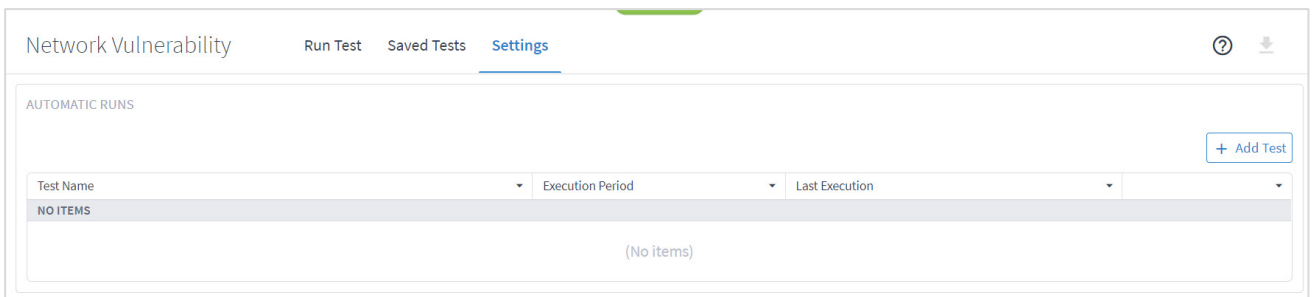 Network Vulnerability Run Test Saved Tests Settings
AUTOMATIC RUNS
+ Add Test
Test Name Execution Period Last Execution
NO ITEMS
(No items)